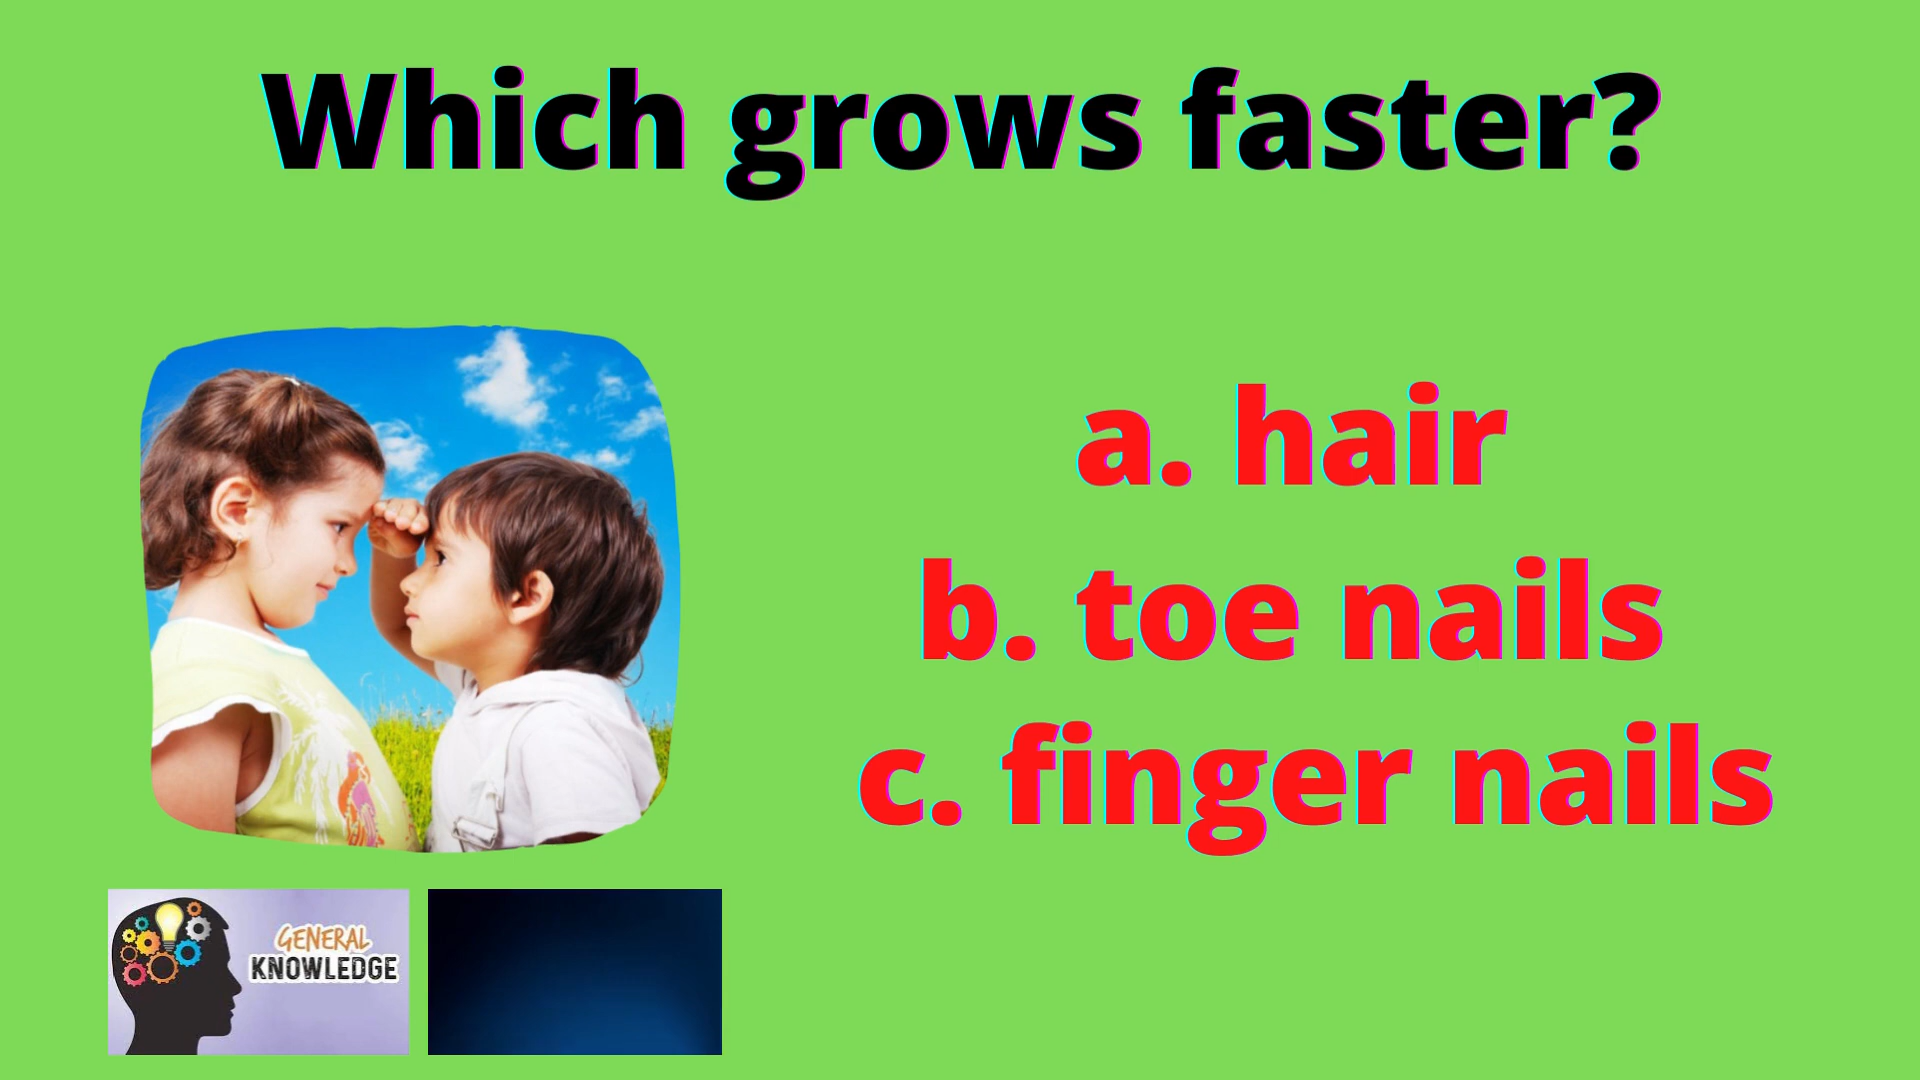 Which grows faster?
a. hair
b. toe nails
c. finger nails
GENERAL
KNOWLEDGE